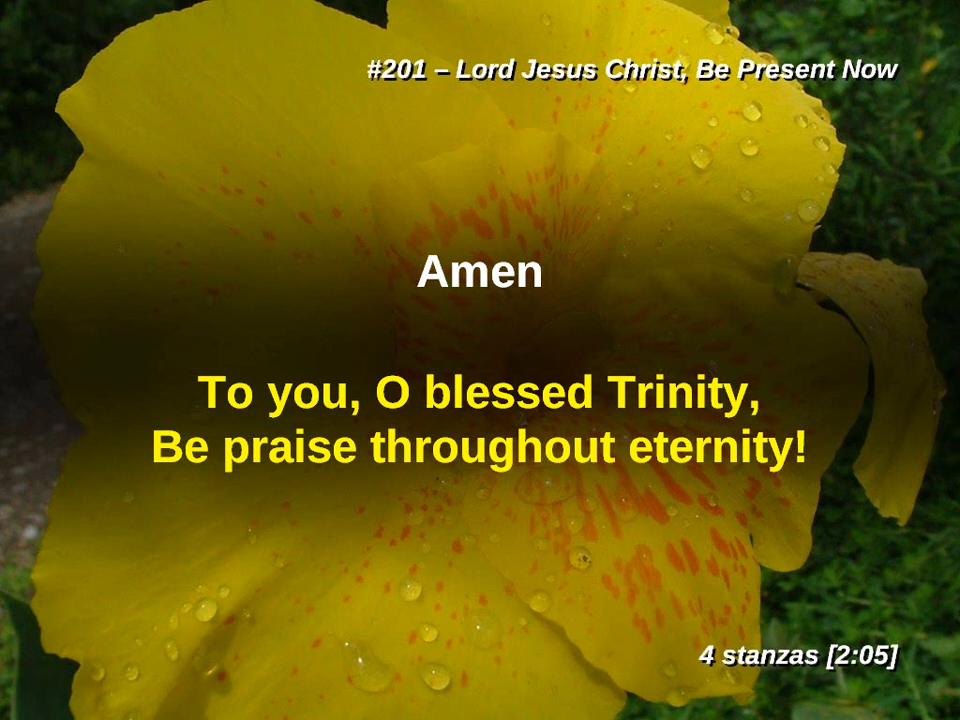 #201 – Lord Jesus Christ, Be Present Now
Amen
To you, O blessed Trinity,
Be praise throughout eternity!
4 stanzas [2:05]